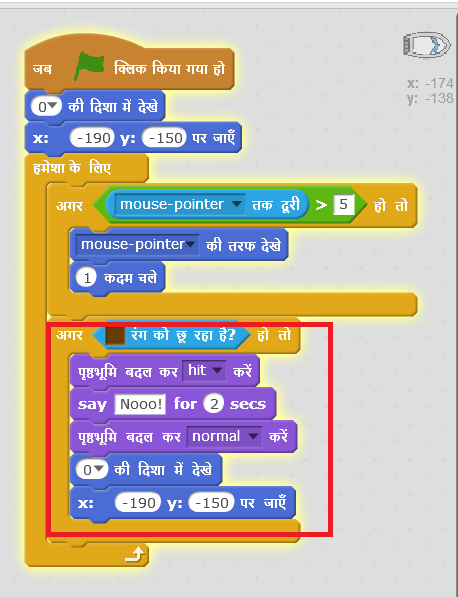 x: -174
y: -138
जब क्लिक किया गया हो
0 की दिशा में देखे
x: -190 y: -150 पर जाएँ
हमेशा के लिए
अगर mouse-pointer तक दूरी > 5 हो तो
mouse-pointer की तरफ देखे
1 कदम चले
अगर रंग को छू रहा है? हो तो
पृष्ठभूमि बदल कर hit करें
say Nooo! for 2 secs
पृष्ठभूमि बदल कर normal करें
0 की दिशा में देखे
x: -190 y: -150 पर जाएँ